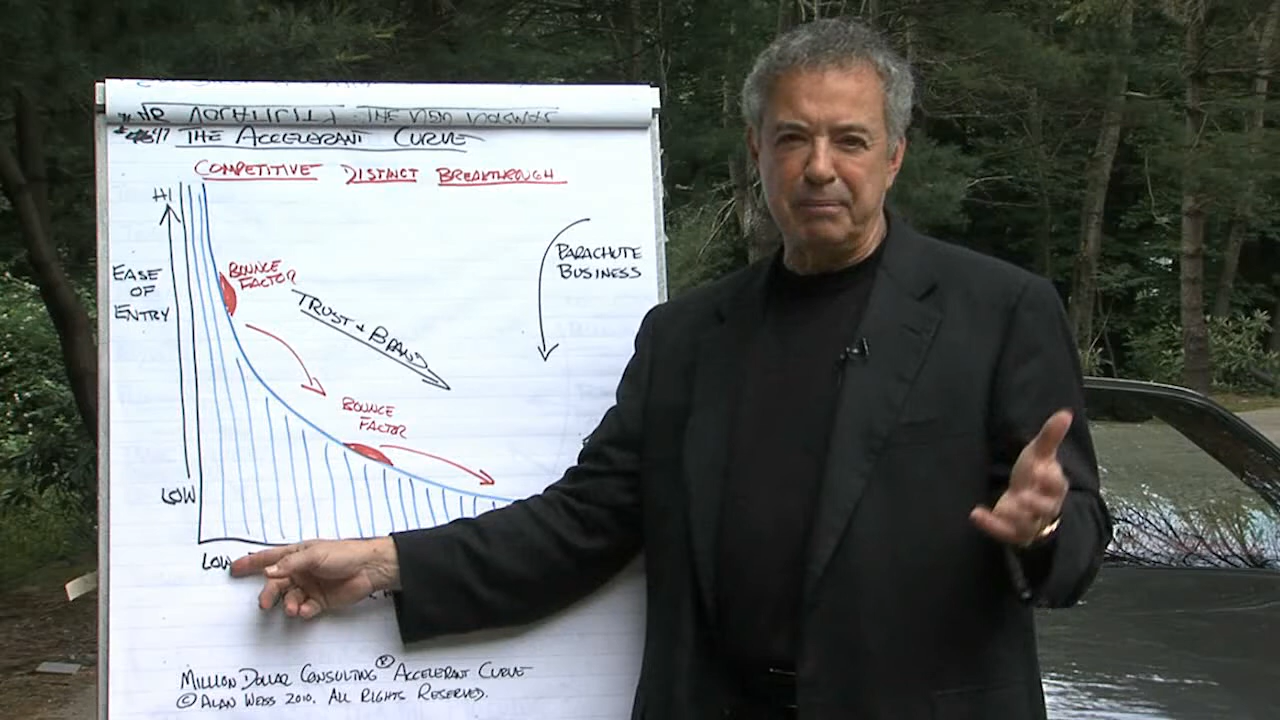 THE ACCELERANT CURVE
COMPETITIVE DISTINCT BREAKTHROUGH
HI
EASE
OF
ENTRY
LOW
BOUNCE
FACTOR
TRUST + BRAND
BOUNCE
FACTOR
PARACHUTE
BUSINESS
LOW
MILLION DOLLAR CONSULTING® ACCELERANT CURVE
© ALAN WEISS 2010. ALL RIGHTS RESERVED.